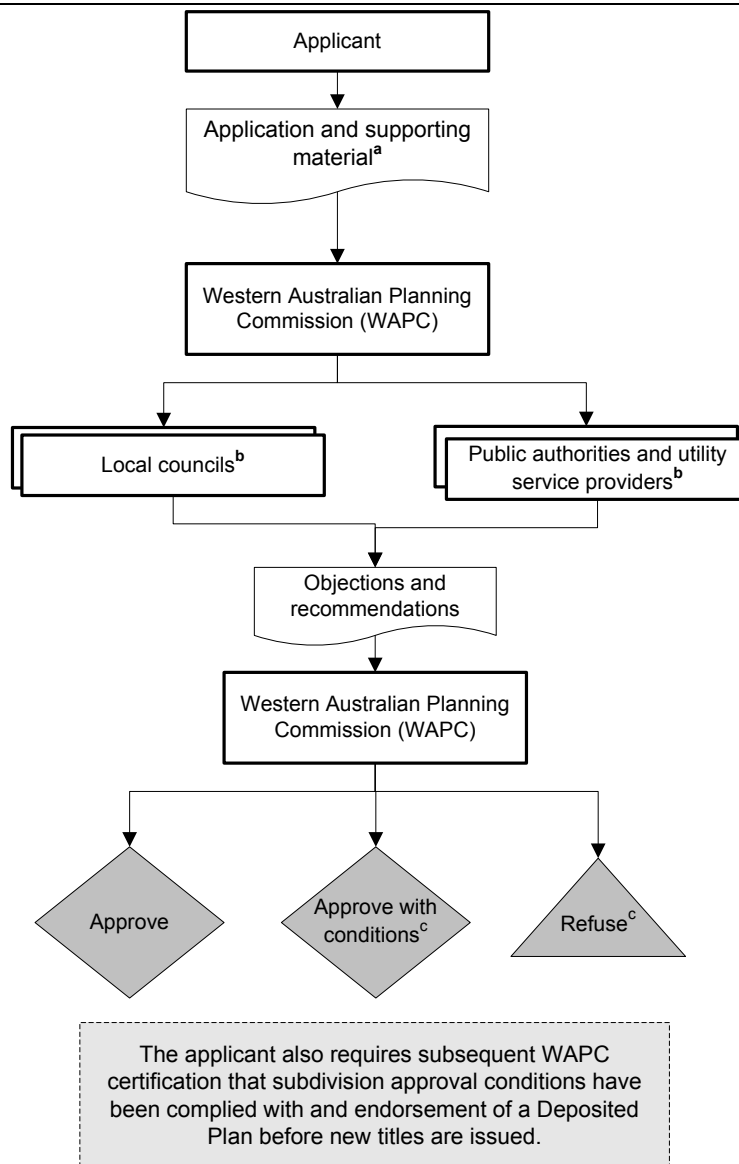 Applicant
Application and supporting
material^a
Western Australian Planning
Commission (WAPC)
Local councils^b
Public authorities and utility
service providers^b
Objections and
recommendations
Western Australian Planning
Commission (WAPC)
Approve
Approve with
conditions^c
Refuse^c
The applicant also requires subsequent WAPC
certification that subdivision approval conditions have
been complied with and endorsement of a Deposited
Plan before new titles are issued.